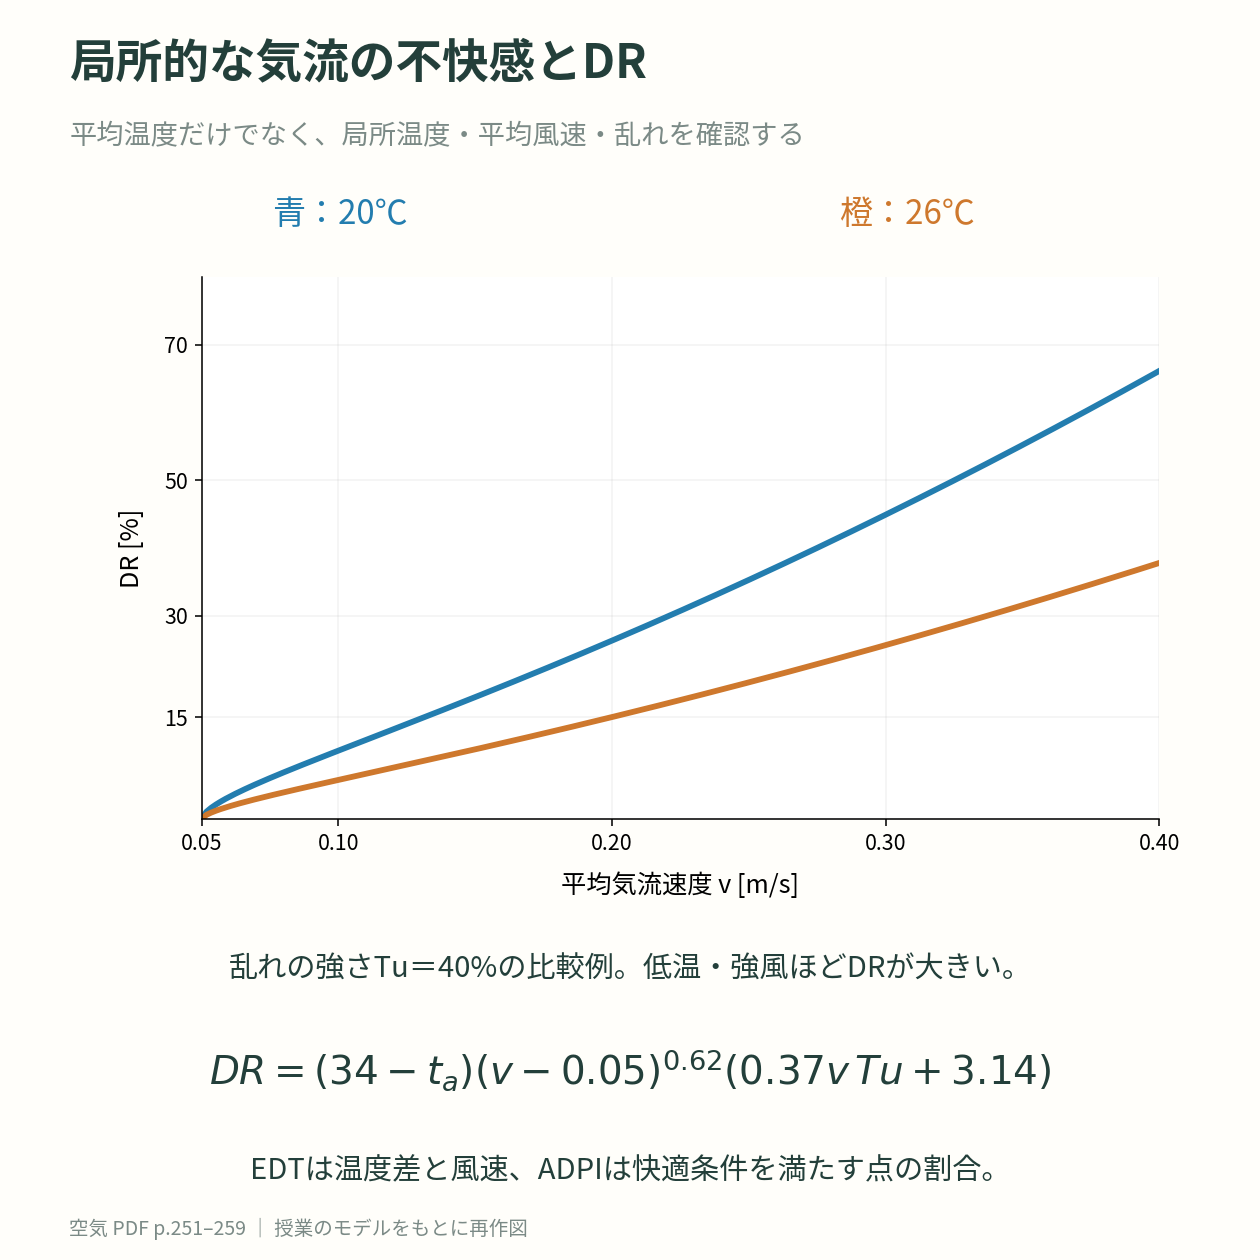 局所的な気流の不快感とDR
平均温度だけでなく、局所温度・平均風速・乱れを確認する
青：20℃
橙：26℃
70
50
30
15
DR [%]
0.05
0.10
0.20
0.30
0.40
平均気流速度 v [m/s]
乱れの強さTu＝40%の比較例。低温・強風ほどDRが大きい。
DR = (34 − t_a)(v − 0.05)^0.62(0.37v Tu + 3.14)
EDTは温度差と風速、ADPIは快適条件を満たす点の割合。
空気 PDF p.251–259 ｜ 授業のモデルをもとに再作図